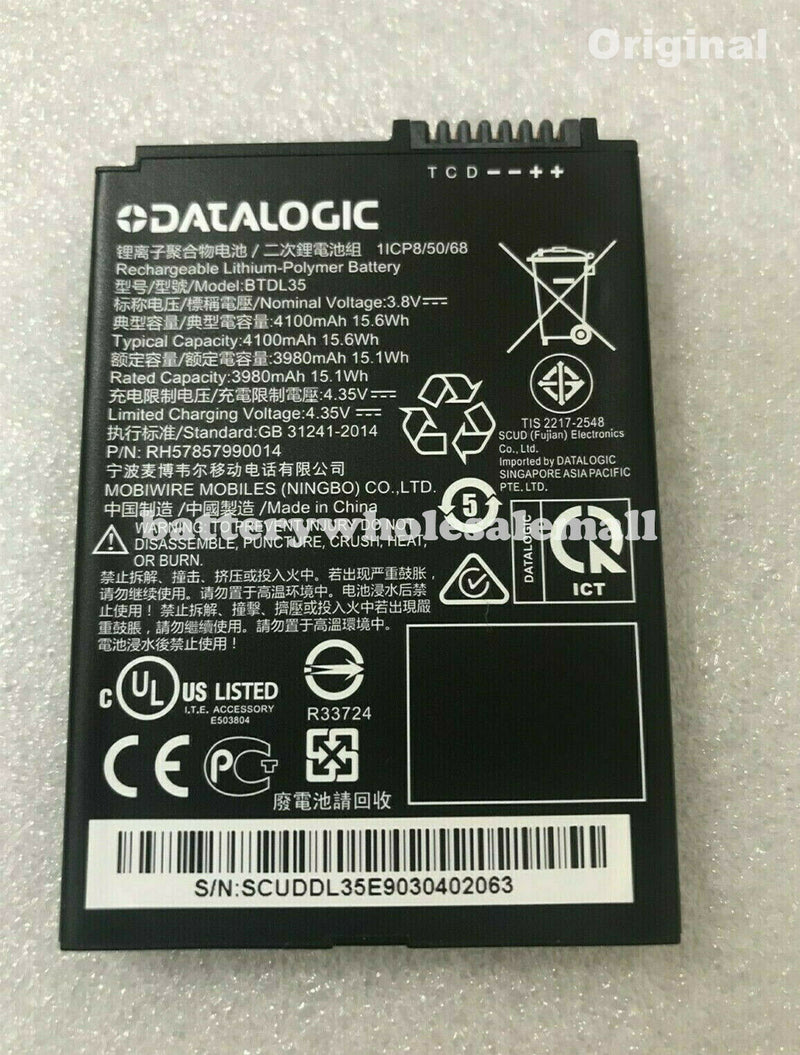 Original
T C D − − + +
DATALOGIC
锂离子聚合物电池 / 二次鋰電池組 1ICP8/50/68
Rechargeable Lithium-Polymer Battery
型号/型號/Model:BTDL35
标称电压/標稱電壓/Nominal Voltage:3.8V
典型容量/典型電容量:4100mAh 15.6Wh
Typical Capacity:4100mAh 15.6Wh
额定容量/額定電容量:3980mAh 15.1Wh
Rated Capacity:3980mAh 15.1Wh
充电限制电压/充電限制電壓:4.35V
Limited Charging Voltage:4.35V
执行标准/Standard:GB 31241-2014
P/N: RH57857990014
宁波麦博韦尔移动电话有限公司
MOBIWIRE MOBILES (NINGBO) CO.,LTD.
中国制造 /中國製造 /Made in China
TIS 2217-2548
SCUD (Fujian) Electronics
Co., Ltd.
Imported by DATALOGIC
SINGAPORE ASIA PACIFIC
PTE. LTD.
5
batterywholesalemall
WARNING TO PREVENT INJURY DO NOT
DISASSEMBLE, PUNCTURE, CRUSH, HEAT,
OR BURN.
DATALOGIC
ICT
禁止拆解、撞击、挤压或投入火中。若出现严重鼓胀，
请勿继续使用。请勿置于高温环境中。电池浸水后禁
止使用！ 禁止拆解、撞擊、擠壓或投入火中。若出現嚴
重鼓脹，請勿繼續使用。請勿置于高溫環境中。
電池浸水後禁止使用！
c UL US LISTED
I.T.E. ACCESSORY
E503804
R33724
CE PCT
廢電池請回收
S/N:SCUDDL35E9030402063